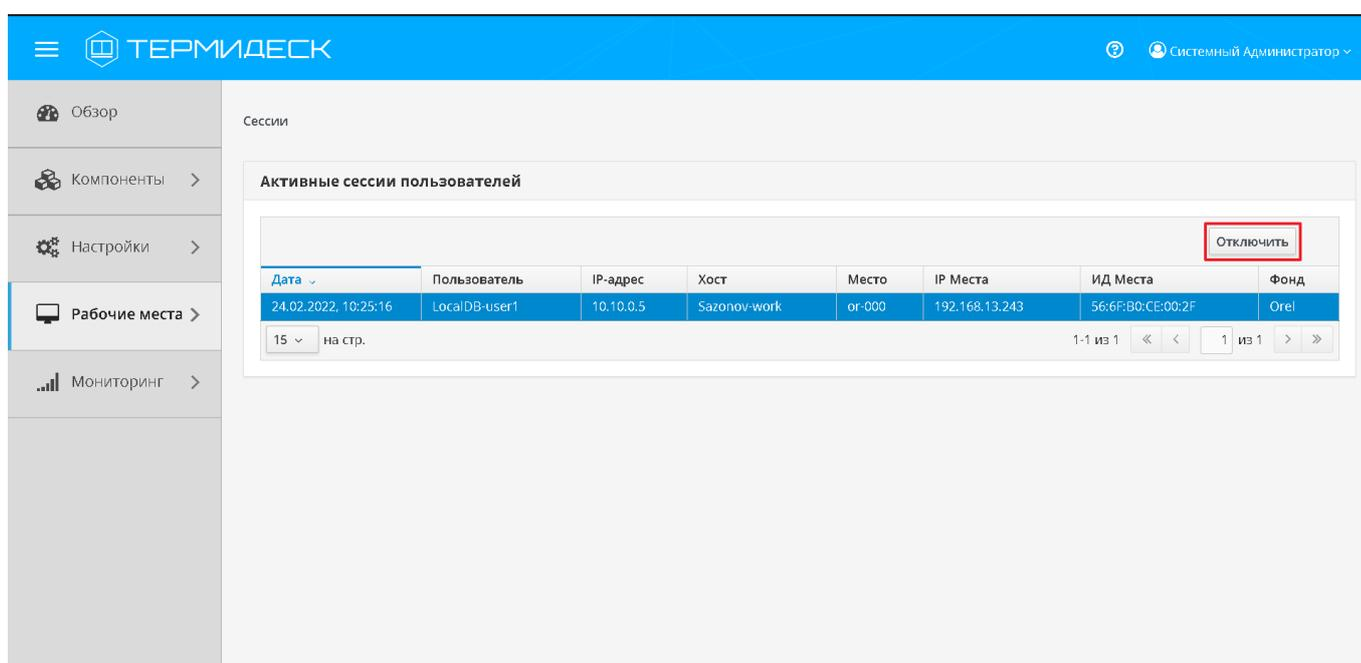 ТЕРМИДЕСК
Системный Администратор
Обзор
Компоненты
Настройки
Рабочие места
Мониторинг
Сессии
Активные сессии пользователей
Отключить
Дата Пользователь IP-адрес Хост Место IP Места ИД Места Фонд
24.02.2022, 10:25:16 LocalDB-user1 10.10.0.5 Sazonov-work or-000 192.168.13.243 56:6F:B0:CE:00:2F Orel
15 на стр. 1-1 из 1 « < 1 из 1 > »